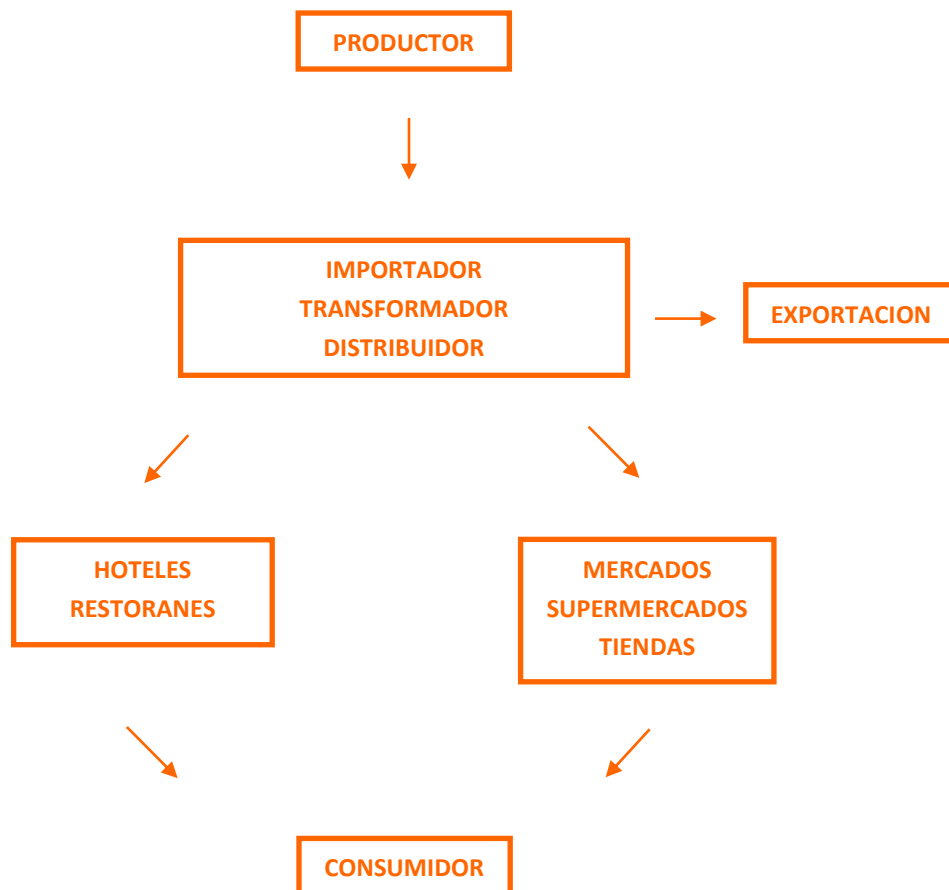 PRODUCTOR
IMPORTADOR
TRANSFORMADOR
DISTRIBUIDOR
EXPORTACION
HOTELES
RESTORANES
MERCADOS
SUPERMERCADOS
TIENDAS
CONSUMIDOR